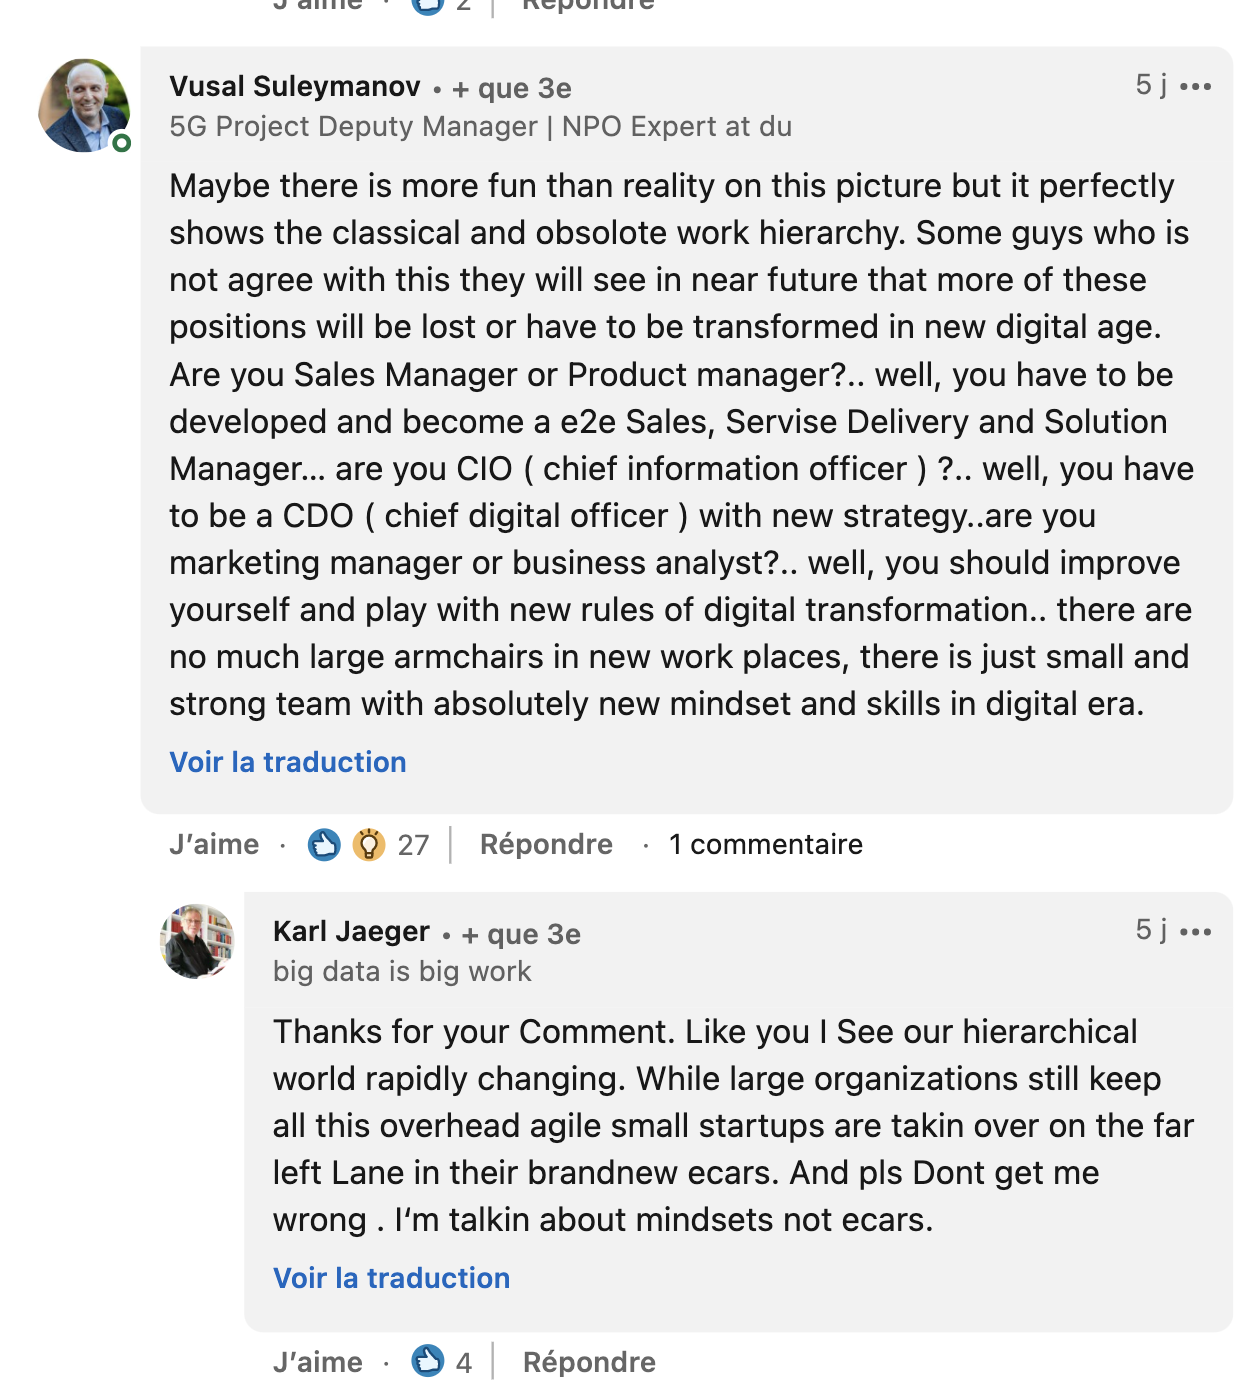 J'aime · 2 | Répondre
Vusal Suleymanov • + que 3e
5 j •••
5G Project Deputy Manager | NPO Expert at du
Maybe there is more fun than reality on this picture but it perfectly
shows the classical and obsolote work hierarchy. Some guys who is
not agree with this they will see in near future that more of these
positions will be lost or have to be transformed in new digital age.
Are you Sales Manager or Product manager?.. well, you have to be
developed and become a e2e Sales, Servise Delivery and Solution
Manager... are you CIO ( chief information officer ) ?.. well, you have
to be a CDO ( chief digital officer ) with new strategy..are you
marketing manager or business analyst?.. well, you should improve
yourself and play with new rules of digital transformation.. there are
no much large armchairs in new work places, there is just small and
strong team with absolutely new mindset and skills in digital era.
Voir la traduction
J’aime · 27 | Répondre · 1 commentaire
Karl Jaeger • + que 3e
5 j •••
big data is big work
Thanks for your Comment. Like you I See our hierarchical
world rapidly changing. While large organizations still keep
all this overhead agile small startups are takin over on the far
left Lane in their brandnew ecars. And pls Dont get me
wrong . I‘m talkin about mindsets not ecars.
Voir la traduction
J’aime · 4 | Répondre